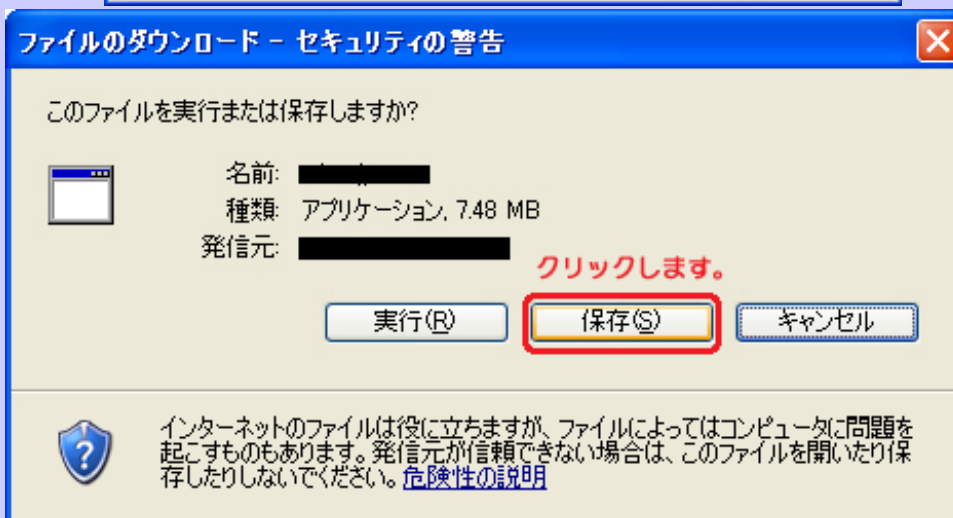 ファイルのダウンロード - セキュリティの警告
このファイルを実行または保存しますか?
名前:
種類: アプリケーション, 7.48 MB
発信元:
クリックします。
実行(R) 保存(S) キャンセル
インターネットのファイルは役に立ちますが、ファイルによってはコンピュータに問題を
起こすものもあります。発信元が信頼できない場合は、このファイルを開いたり保
存したりしないでください。危険性の説明